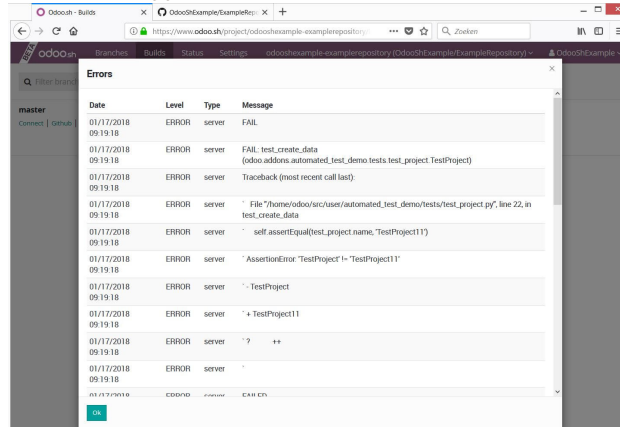 Odoo.sh - Builds
OdooShExample/ExampleRepo
https://www.odoo.sh/project/odooshexample-examplerepository
Zoeken
BETA
odoo.sh Branches Builds Status Settings odooshexample-examplerepository (OdooShExample/ExampleRepository) OdooShExample
Filter branch
master
Connect | Github |
Errors
×
Date Level Type Message
01/17/2018 ERROR server FAIL
09:19:18
01/17/2018 ERROR server FAIL: test_create_data
09:19:18 (odoo.addons.automated_test_demo.tests.test_project.TestProject)
01/17/2018 ERROR server Traceback (most recent call last):
09:19:18
01/17/2018 ERROR server ` File "/home/odoo/src/user/automated_test_demo/tests/test_project.py", line 22, in
09:19:18 test_create_data
01/17/2018 ERROR server ` self.assertEqual(test_project.name, 'TestProject11')
09:19:18
01/17/2018 ERROR server ` AssertionError: 'TestProject' != 'TestProject11'
09:19:18
01/17/2018 ERROR server ` - TestProject
09:19:18
01/17/2018 ERROR server ` + TestProject11
09:19:18
01/17/2018 ERROR server ` ? ++
09:19:18
01/17/2018 ERROR server `
09:19:18
01/17/2018 ERROR server FAILED
Ok